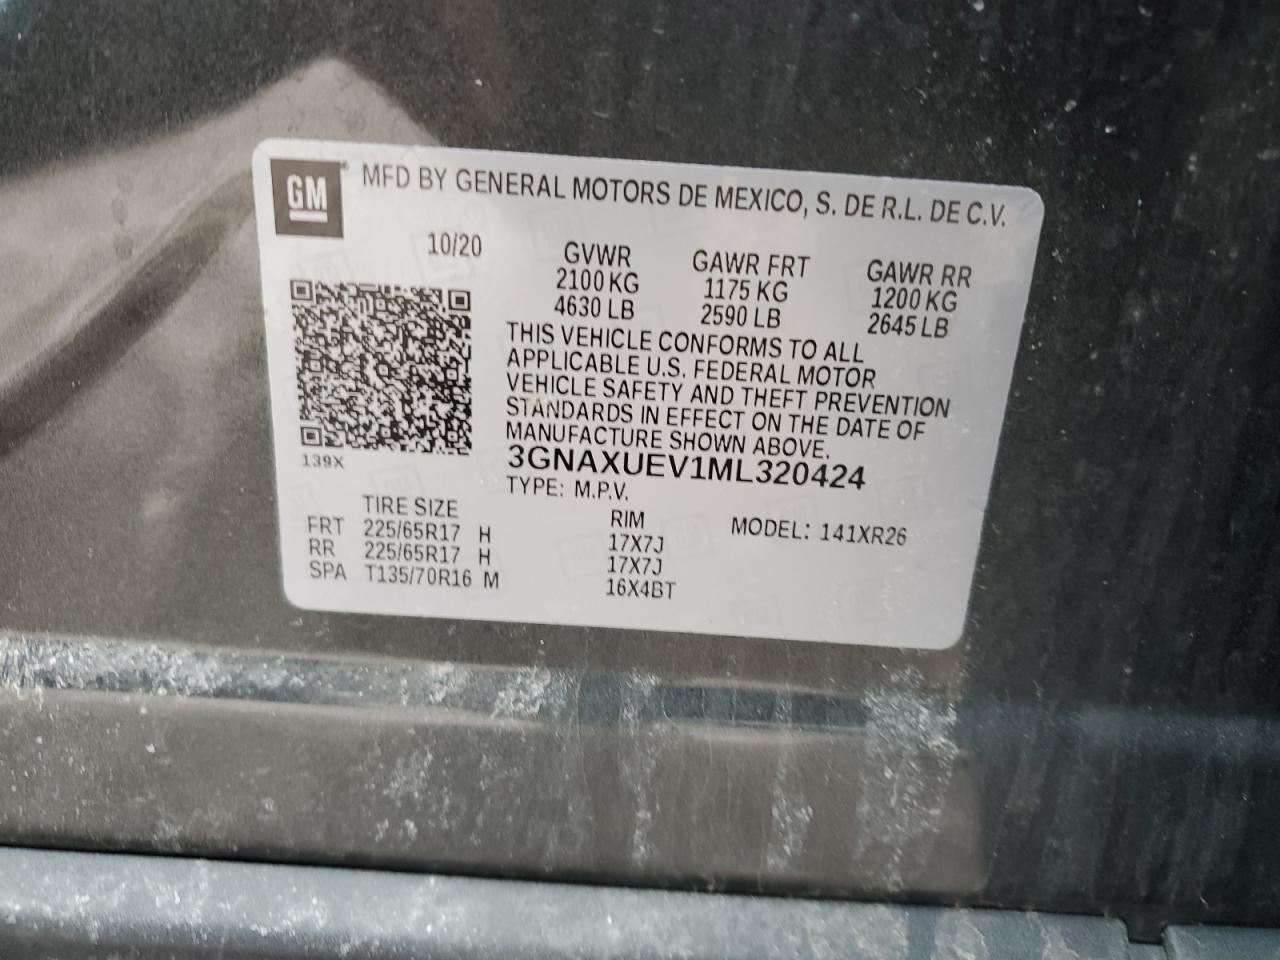 GM ® MFD BY GENERAL MOTORS DE MEXICO, S. DE R.L. DE C.V.
10/20 GVWR GAWR FRT GAWR RR
2100 KG 1175 KG 1200 KG
4630 LB 2590 LB 2645 LB
THIS VEHICLE CONFORMS TO ALL
APPLICABLE U.S. FEDERAL MOTOR
VEHICLE SAFETY AND THEFT PREVENTION
STANDARDS IN EFFECT ON THE DATE OF
MANUFACTURE SHOWN ABOVE.
139X 3GNAXUEV1ML320424
TYPE: M.P.V.
TIRE SIZE RIM MODEL: 141XR26
FRT 225/65R17 H 17X7J
RR 225/65R17 H 17X7J
SPA T135/70R16 M 16X4BT